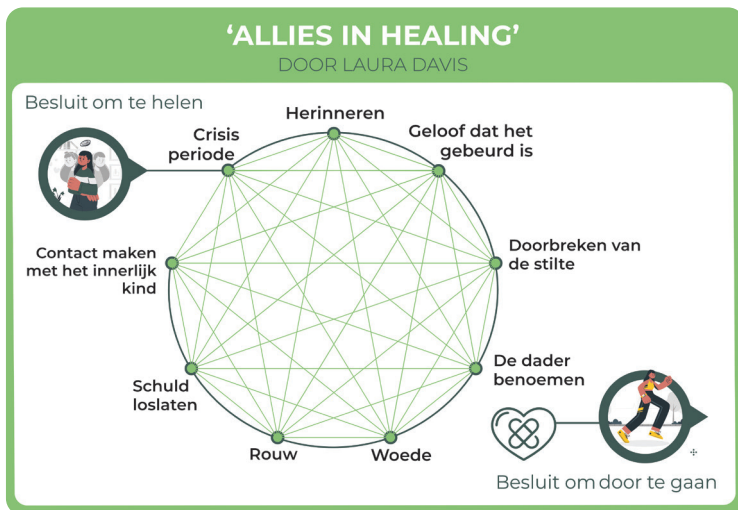 ‘ALLIES IN HEALING’
DOOR LAURA DAVIS
Besluit om te helen
Herinneren
Crisis
periode
Geloof dat het
gebeurd is
Contact maken
met het innerlijk
kind
Doorbreken van
de stilte
Schuld
loslaten
De dader
benoemen
Rouw
Woede
Besluit om door te gaan